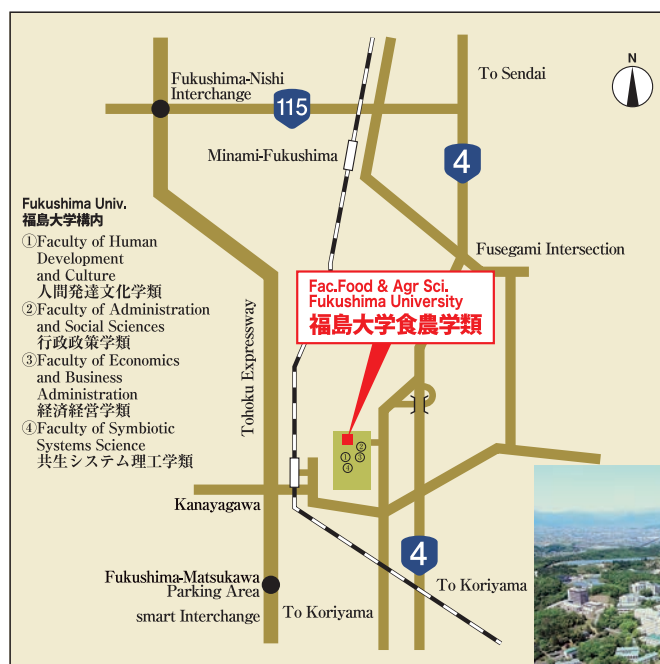 Fukushima-Nishi
Interchange
115
To Sendai
N
Minami-Fukushima
4
Fukushima Univ.
福島大学構内
①Faculty of Human
Development
and Culture
人間発達文化学類
②Faculty of Administration
and Social Sciences
行政政策学類
③Faculty of Economics
and Business
Administration
経済経営学類
④Faculty of Symbiotic
Systems Science
共生システム理工学類
Fusegami Intersection
Fac.Food & Agr Sci.
Fukushima University
福島大学食農学類
Tohoku Expressway
②
①③
④
Kanayagawa
4
Fukushima-Matsukawa
Parking Area
smart Interchange
To Koriyama
To Koriyama